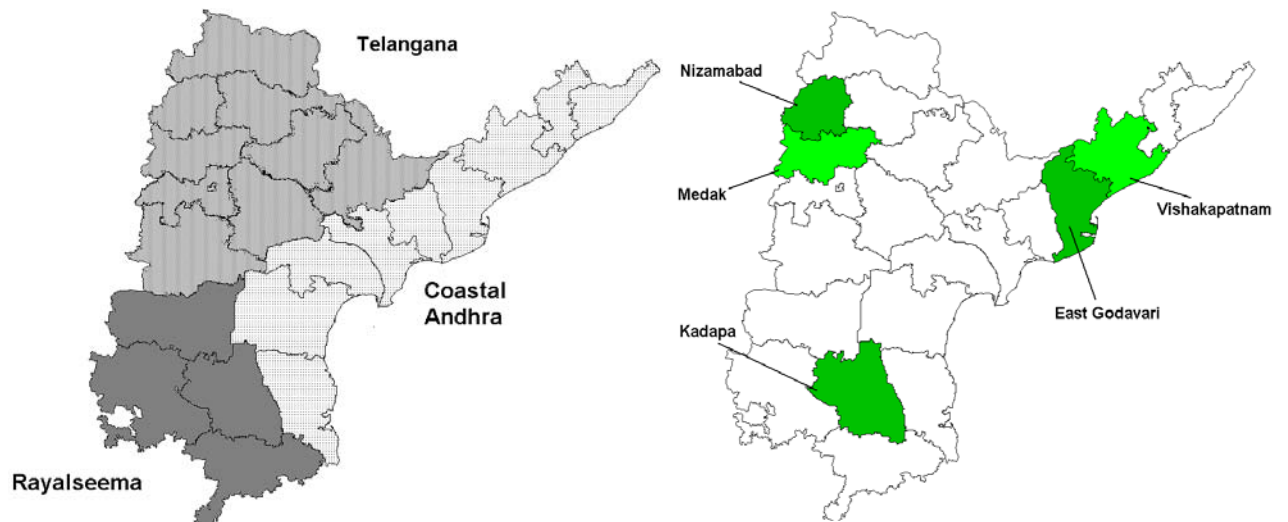 Telangana
Coastal
Andhra
Rayalseema
Nizamabad
Medak
Vishakapatnam
East Godavari
Kadapa